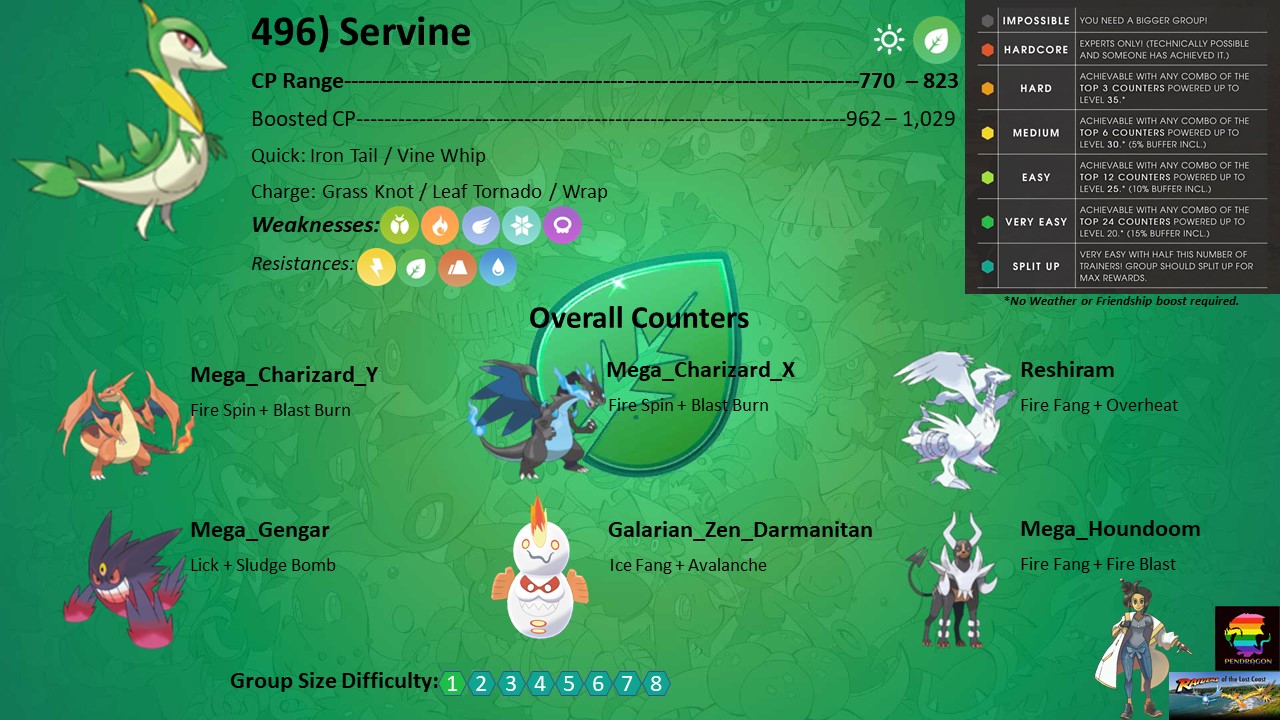 496) Servine
CP Range--------------------------------------------------------------------------770 – 823
Boosted CP----------------------------------------------------------------------962 – 1,029
Quick: Iron Tail / Vine Whip
Charge: Grass Knot / Leaf Tornado / Wrap
Weaknesses:
Resistances:
IMPOSSIBLE YOU NEED A BIGGER GROUP!
HARDCORE EXPERTS ONLY! (TECHNICALLY POSSIBLE
AND SOMEONE HAS ACHIEVED IT.)
HARD ACHIEVABLE WITH ANY COMBO OF THE
TOP 3 COUNTERS POWERED UP TO
LEVEL 35.*
MEDIUM ACHIEVABLE WITH ANY COMBO OF THE
TOP 6 COUNTERS POWERED UP TO
LEVEL 30.* (5% BUFFER INCL.)
EASY ACHIEVABLE WITH ANY COMBO OF THE
TOP 12 COUNTERS POWERED UP TO
LEVEL 25.* (10% BUFFER INCL.)
VERY EASY ACHIEVABLE WITH ANY COMBO OF THE
TOP 24 COUNTERS POWERED UP TO
LEVEL 20.* (15% BUFFER INCL.)
SPLIT UP VERY EASY WITH HALF THIS NUMBER OF
TRAINERS! GROUP SHOULD SPLIT UP FOR
MAX REWARDS.
*No Weather or Friendship boost required.
Overall Counters
Mega_Charizard_Y
Fire Spin + Blast Burn
Mega_Charizard_X
Fire Spin + Blast Burn
Reshiram
Fire Fang + Overheat
Mega_Gengar
Lick + Sludge Bomb
Galarian_Zen_Darmanitan
Ice Fang + Avalanche
Mega_Houndoom
Fire Fang + Fire Blast
Group Size Difficulty: 1 2 3 4 5 6 7 8
PENDRAGON
RAIDERS of the Lost Coast